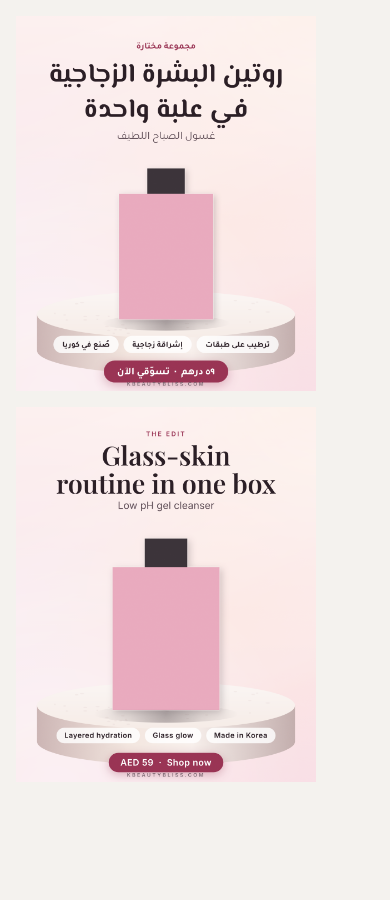 مجموعة مختارة
روتين البشرة الزجاجية
في علبة واحدة
غسول الصباح اللطيف
ترطيب على طبقات
إشراقة زجاجية
صُنع في كوريا
٥٩ درهم · تسوّقي الآن
KBEAUTYBLISS.COM
THE EDIT
Glass-skin
routine in one box
Low pH gel cleanser
Layered hydration
Glass glow
Made in Korea
AED 59 · Shop now
KBEAUTYBLISS.COM